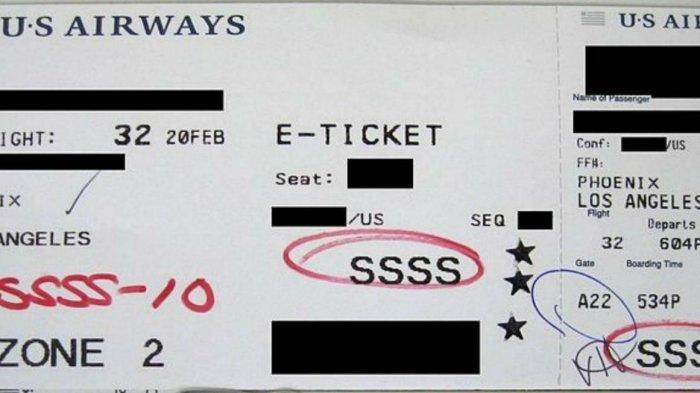 U·S AIRWAYS
IGHT: 32 20FEB
IX
ANGELES
SSSS-10
ZONE 2
E-TICKET
Seat:
/US SEQ
SSSS
U·S AI
Name of Passenger
Conf: /US
FF#:
PHOENIX
LOS ANGELES
Flight Departs
32 604P
Gate Boarding Time
A22 534P
SSS